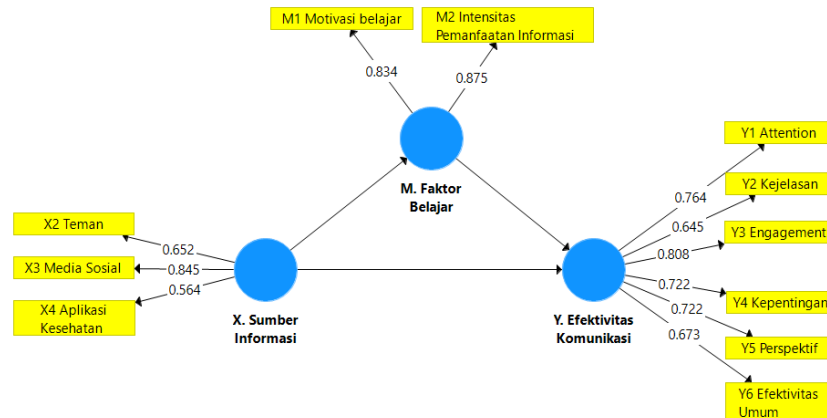 M1 Motivasi belajar
M2 Intensitas
Pemanfaatan Informasi
0.834
0.875
M. Faktor
Belajar
X2 Teman
X3 Media Sosial
X4 Aplikasi
Kesehatan
0.652
0.845
0.564
X. Sumber
Informasi
Y. Efektivitas
Komunikasi
0.764
0.645
0.808
0.722
0.722
0.673
Y1 Attention
Y2 Kejelasan
Y3 Engagement
Y4 Kepentingan
Y5 Perspektif
Y6 Efektivitas
Umum